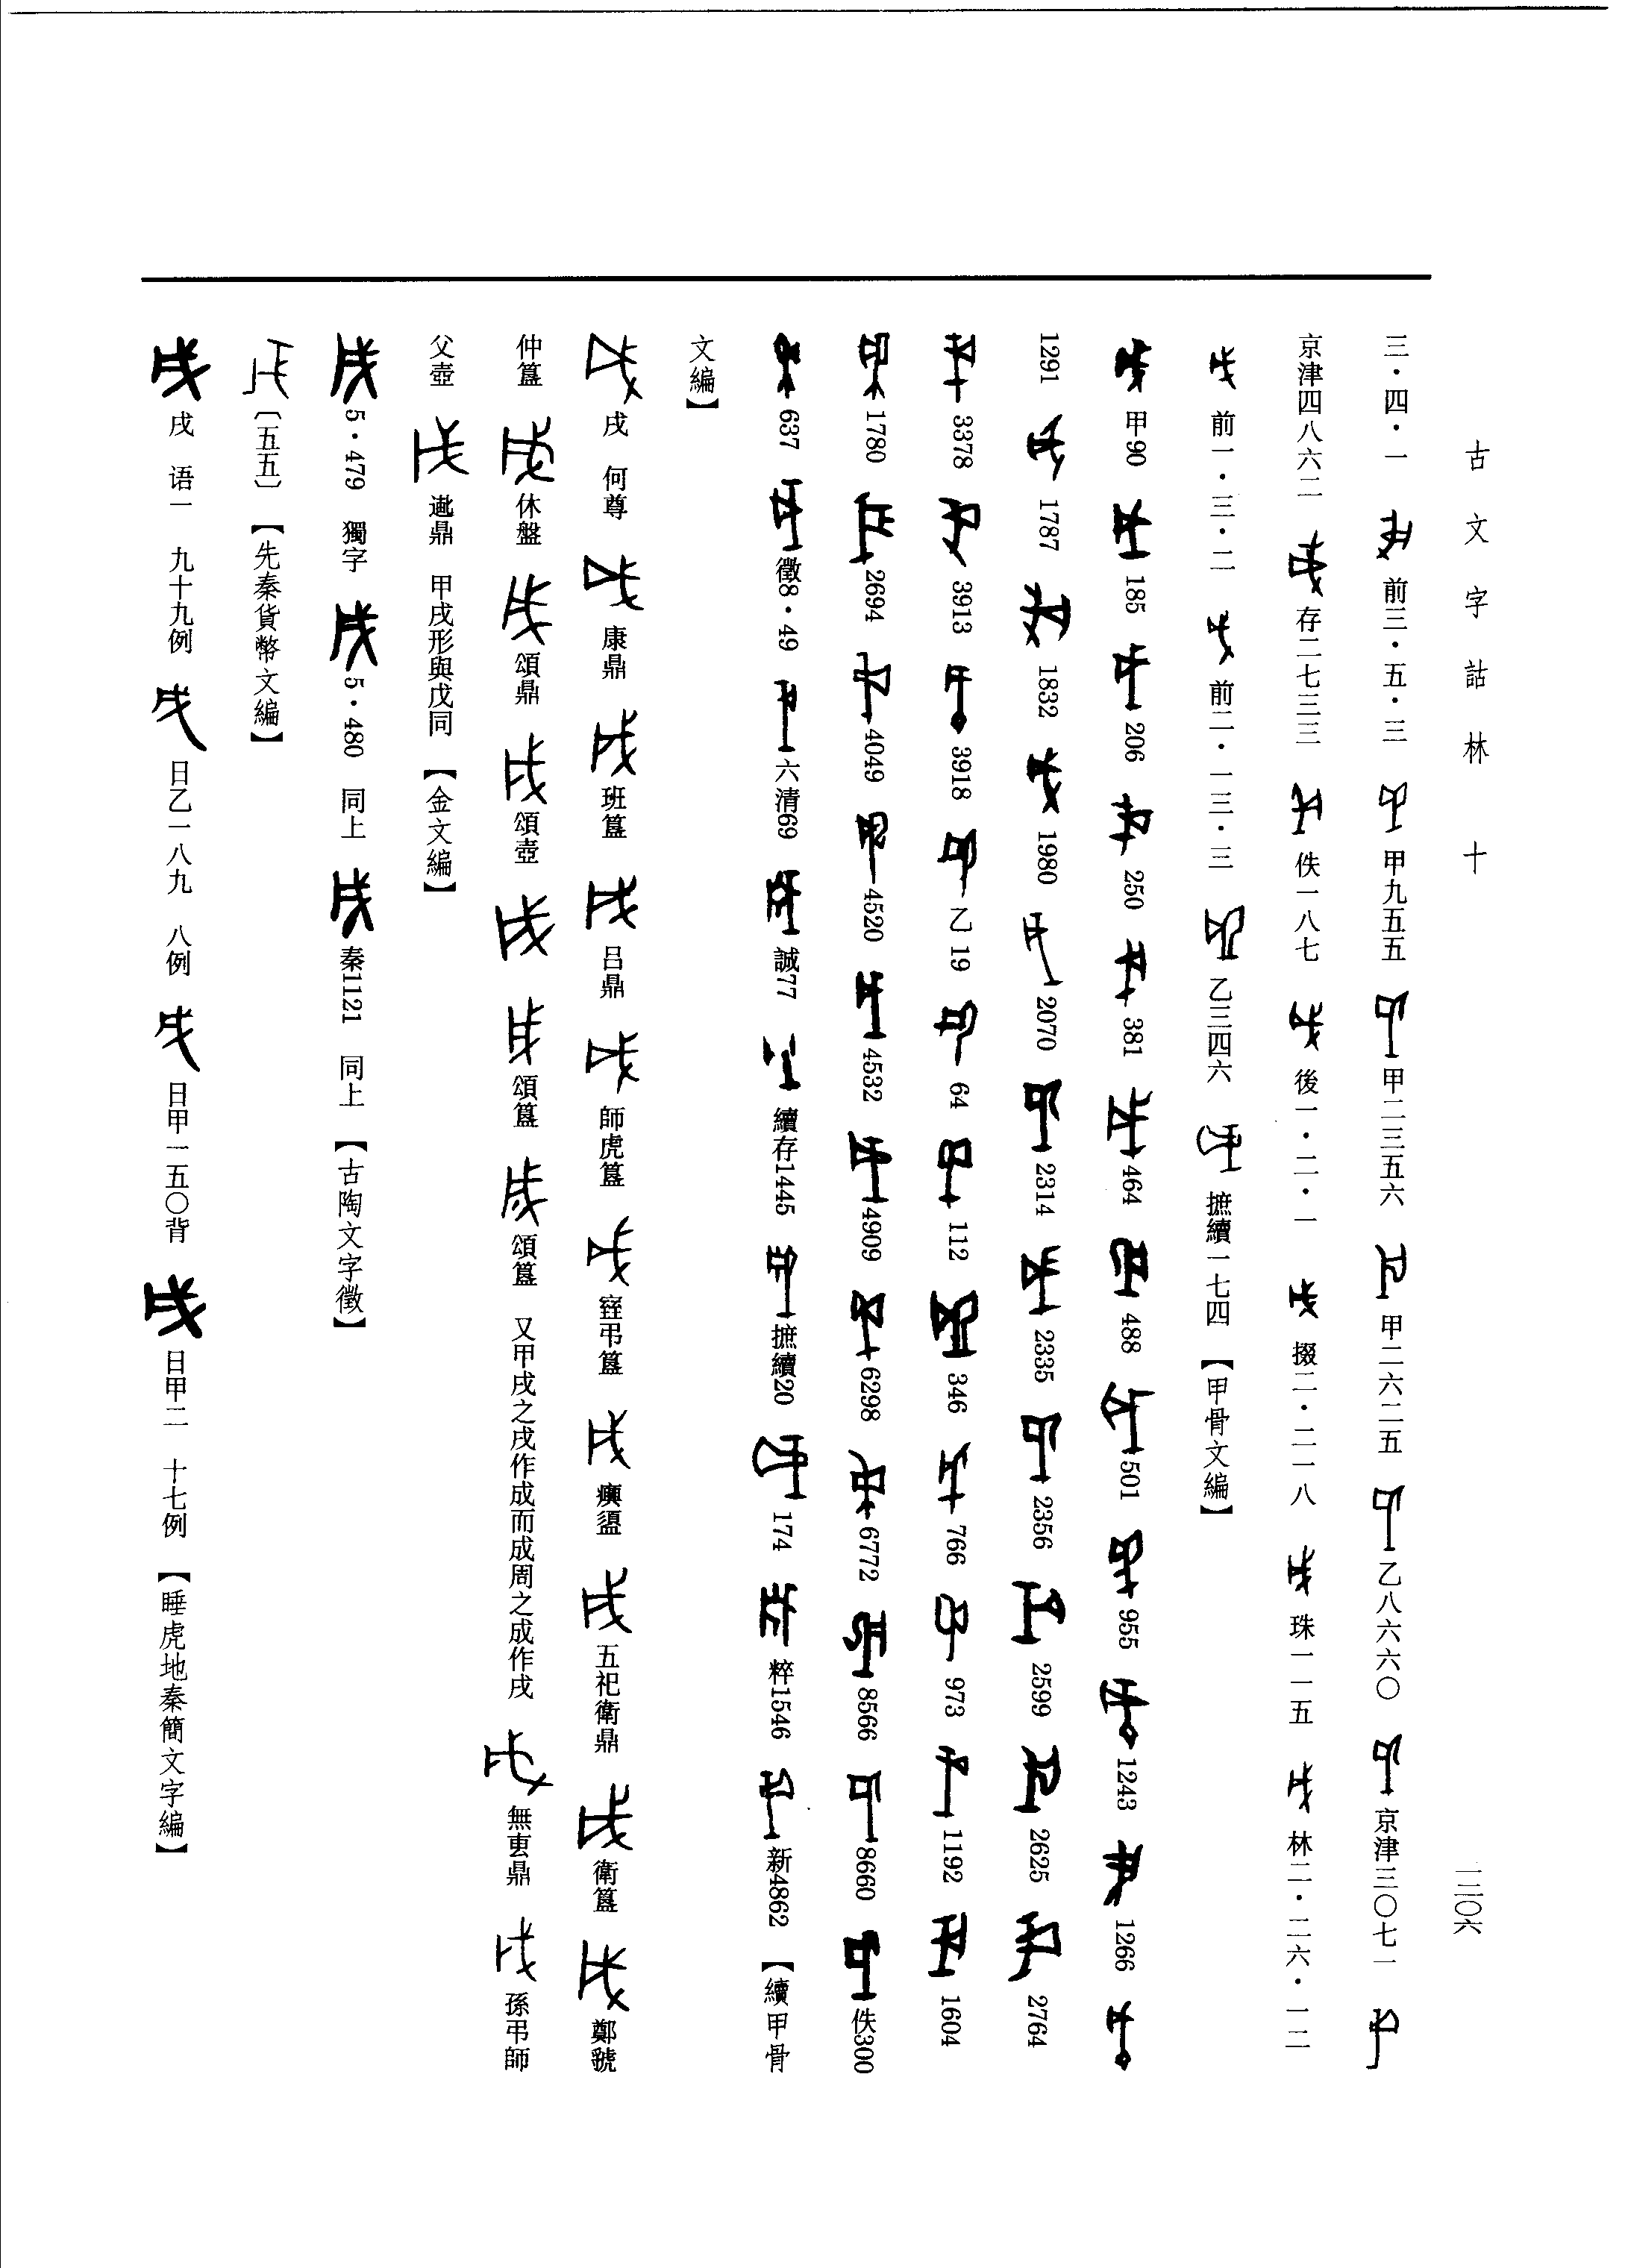 古文字詁林　十
一二〇六
三·四·一　前三·五·三　甲九五五　甲二三五六　甲二六二五　乙八六六〇　京津三〇七一
京津四八六二　存二七三三　佚一八七　後一·二·一　掇二·二一八　珠一一五　林二·二六·一二
前一·三·二　前二·一三·三　乙三四六　摭續一七四　【甲骨文編】
甲90　185　206　250　381　464　488　501　955　1243　1266
1291　1787　1832　1980　2070　2314　2335　2356　2599　2625　2764
3378　3913　3918　乙19　64　112　346　766　973　1192　1604
1780　2694　4049　4520　4532　4909　6298　6772　8566　8660　佚300
637　徵8·49　六清69　誠77　續存1445　摭續20　174　粹1546　新4862　【續甲骨
文編】
戌　何尊　康鼎　班簋　呂鼎　師虎簋　弔簋　㾓盨　五祀衛鼎　衛簋　鄭虢
仲簋　休盤　頌鼎　頌壺　頌簋　頌簋　又甲戌之戌作成而成周之成作戌　無叀鼎　孫弔師
父壺　趩鼎　甲戌形與戊同　【金文編】
5·479　獨字　5·480　同上　秦1121　同上　【古陶文字徵】
〔五五〕　【先秦貨幣文編】
戌　语一　九十九例　日乙一八九　八例　日甲一五〇背　日甲二　十七例　【睡虎地秦簡文字編】